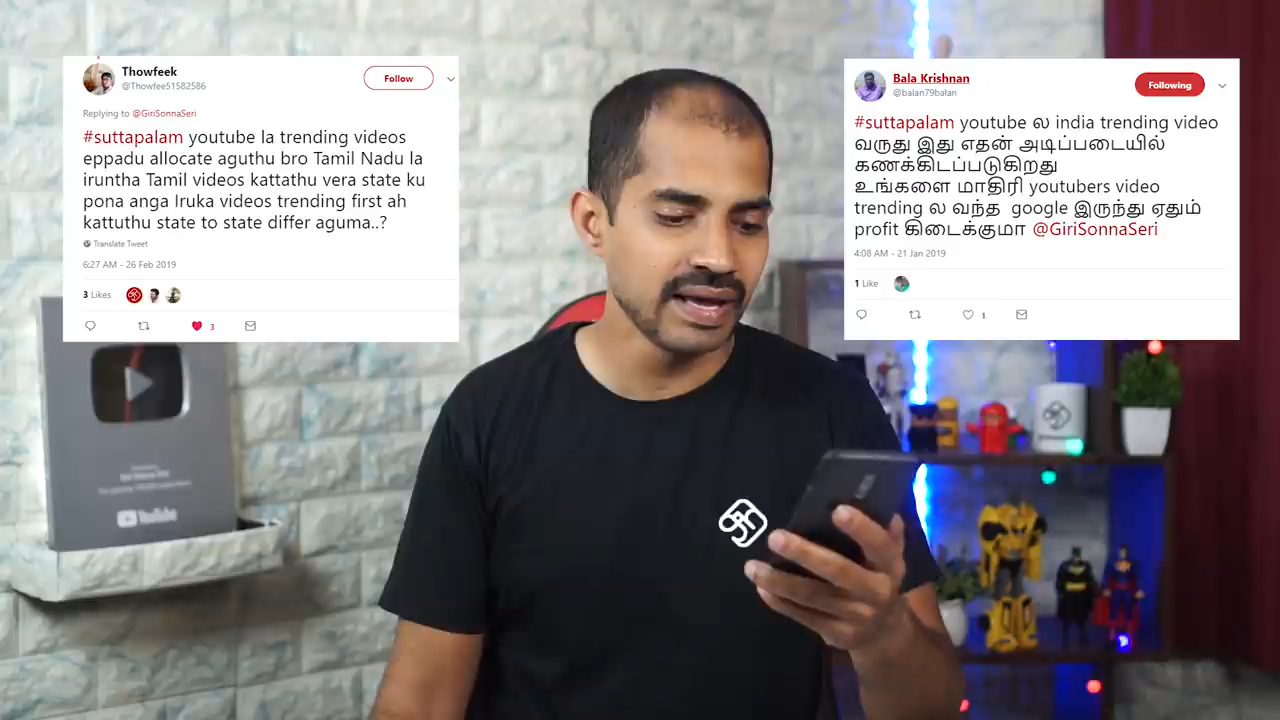 Thowfeek
@Thowfee51582586
Follow
Replying to @GiriSonnaSeri
#suttapalam youtube la trending videos
eppadu allocate aguthu bro Tamil Nadu la
iruntha Tamil videos kattathu vera state ku
pona anga Iruka videos trending first ah
kattuthu state to state differ aguma..?
Translate Tweet
6:27 AM - 26 Feb 2019
3 Likes
3
Bala Krishnan
@balan79balan
Following
#suttapalam youtube ல india trending video
வருது இது எதன் அடிப்படையில்
கணக்கிடப்படுகிறது
உங்களை மாதிரி youtubers video
trending ல வந்த google இருந்து ஏதும்
profit கிடைக்குமா @GiriSonnaSeri
4:08 AM - 21 Jan 2019
1 Like
1
YouTube